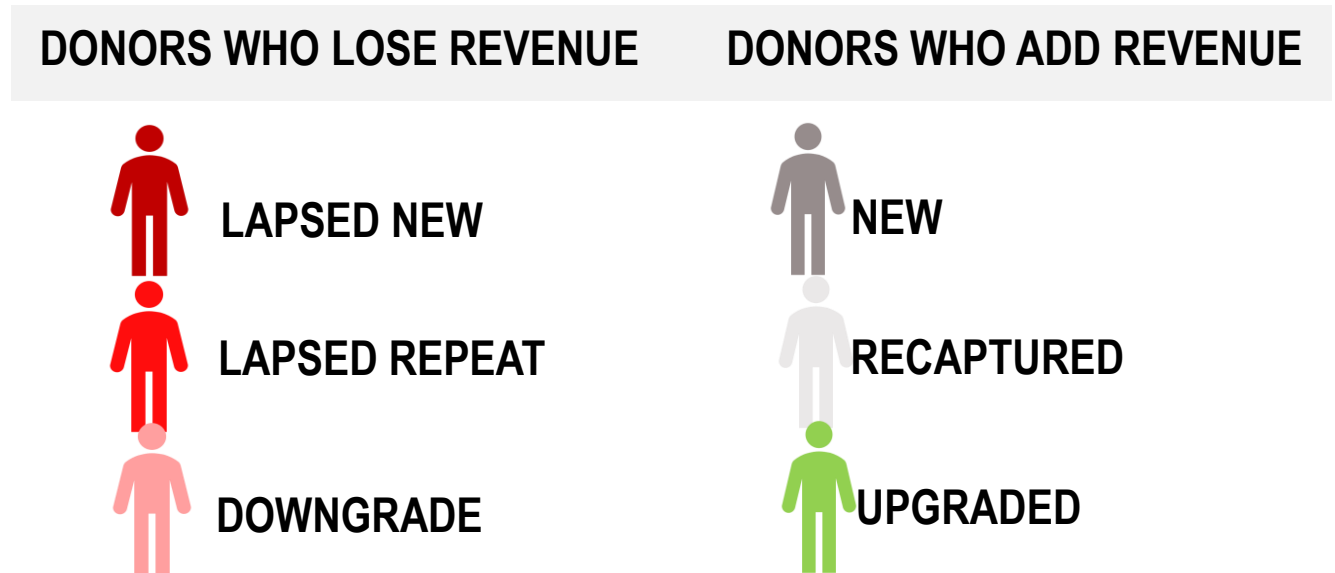 DONORS WHO LOSE REVENUE
DONORS WHO ADD REVENUE
LAPSED NEW
NEW
LAPSED REPEAT
RECAPTURED
DOWNGRADE
UPGRADED